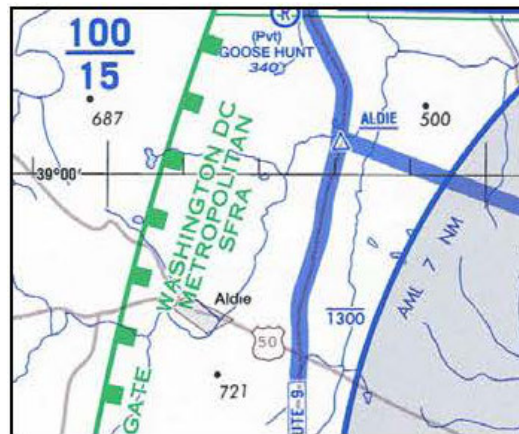 100
15
R
(Pvt)
GOOSE HUNT
340
687
ALDIE
500
39°00'
WASHINGTON DC
METROPOLITAN
SFRA
AML 7 NM
Aldie
1300
50
721
GATE
UTE 9